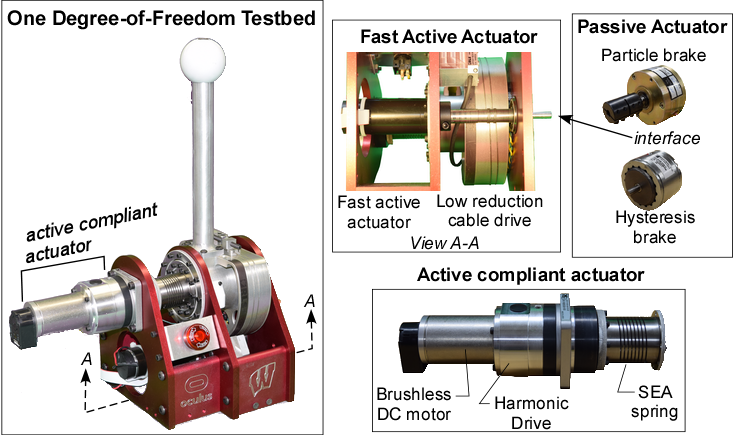 One Degree-of-Freedom Testbed
active compliant
actuator
A
A
oculus
W
Fast Active Actuator
Fast active
actuator
Low reduction
cable drive
View A-A
Passive Actuator
Particle brake
interface
Hysteresis
brake
Active compliant actuator
Brushless
DC motor
Harmonic
Drive
SEA
spring